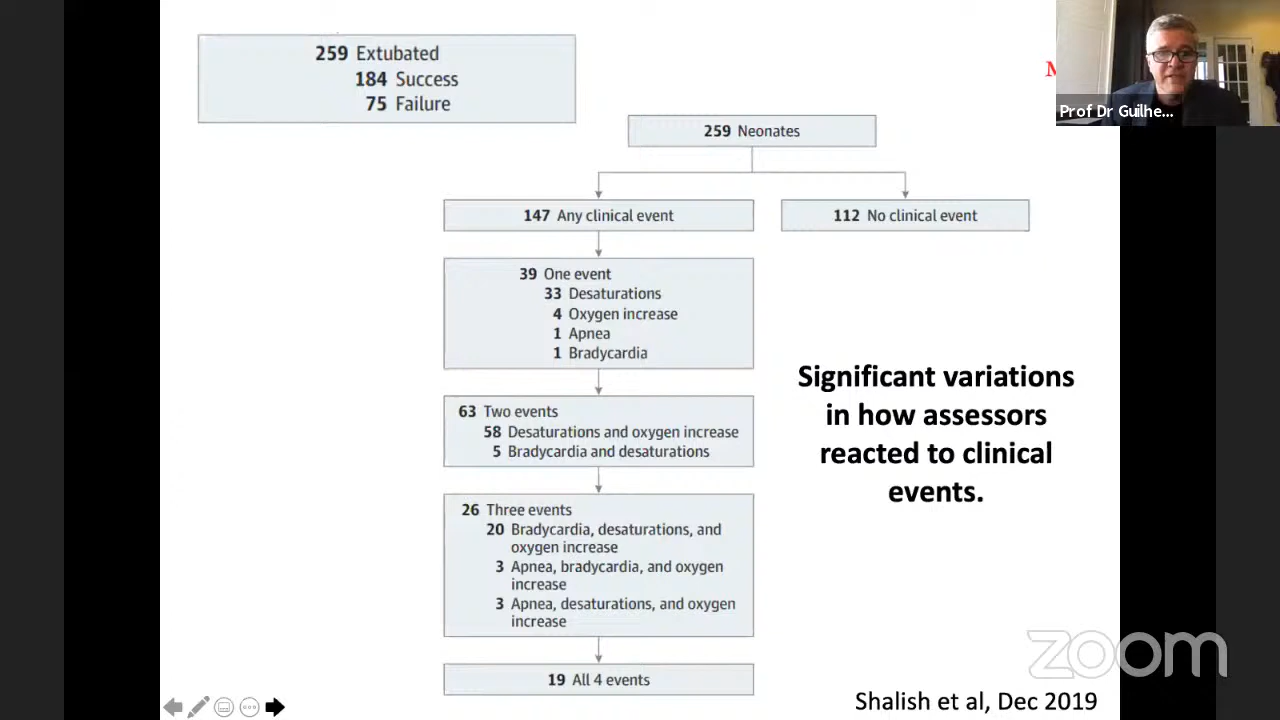 259 Extubated
184 Success
75 Failure
M
Prof Dr Guilhe...
259 Neonates
147 Any clinical event
112 No clinical event
39 One event
33 Desaturations
4 Oxygen increase
1 Apnea
1 Bradycardia
63 Two events
58 Desaturations and oxygen increase
5 Bradycardia and desaturations
26 Three events
20 Bradycardia, desaturations, and
oxygen increase
3 Apnea, bradycardia, and oxygen
increase
3 Apnea, desaturations, and oxygen
increase
19 All 4 events
Significant variations
in how assessors
reacted to clinical
events.
zoom
Shalish et al, Dec 2019